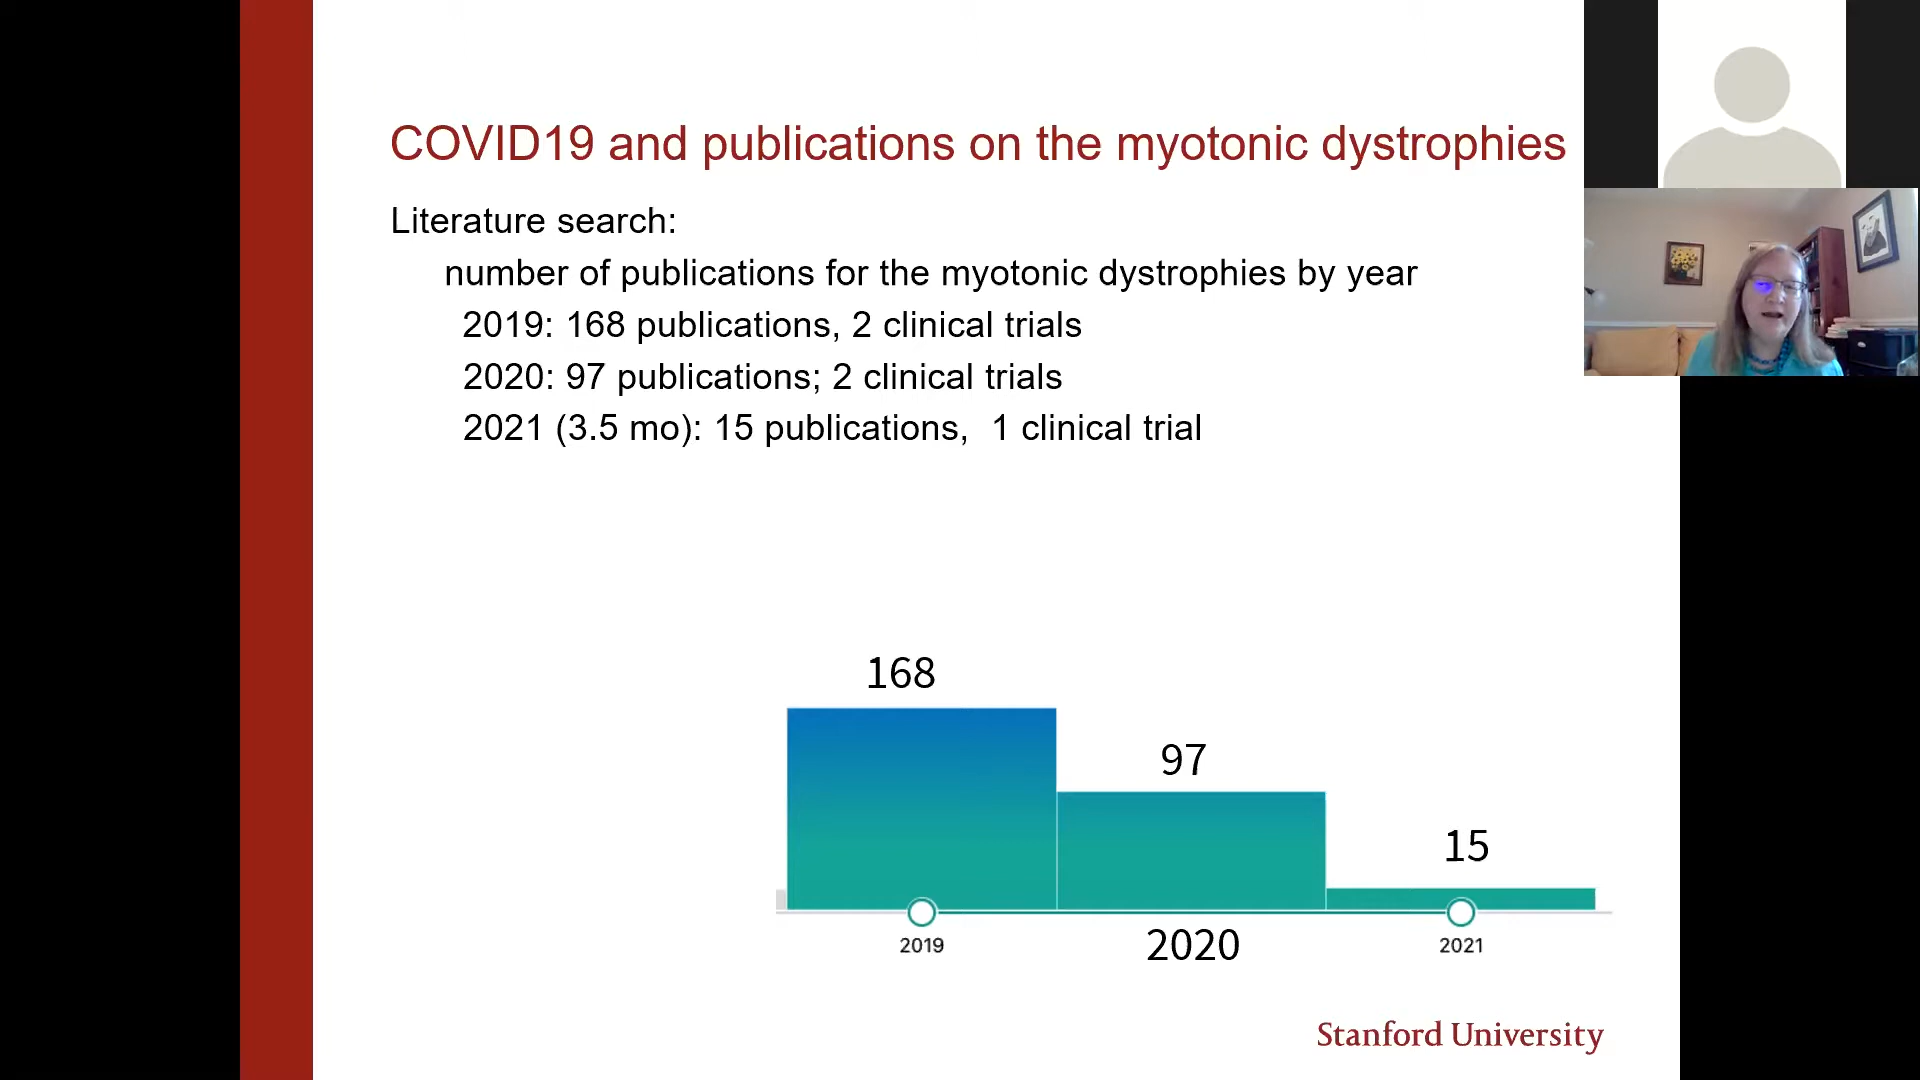 COVID19 and publications on the myotonic dystrophies
Literature search:
number of publications for the myotonic dystrophies by year
2019: 168 publications, 2 clinical trials
2020: 97 publications; 2 clinical trials
2021 (3.5 mo): 15 publications,  1 clinical trial
168
97
15
2019
2020
2021
Stanford University